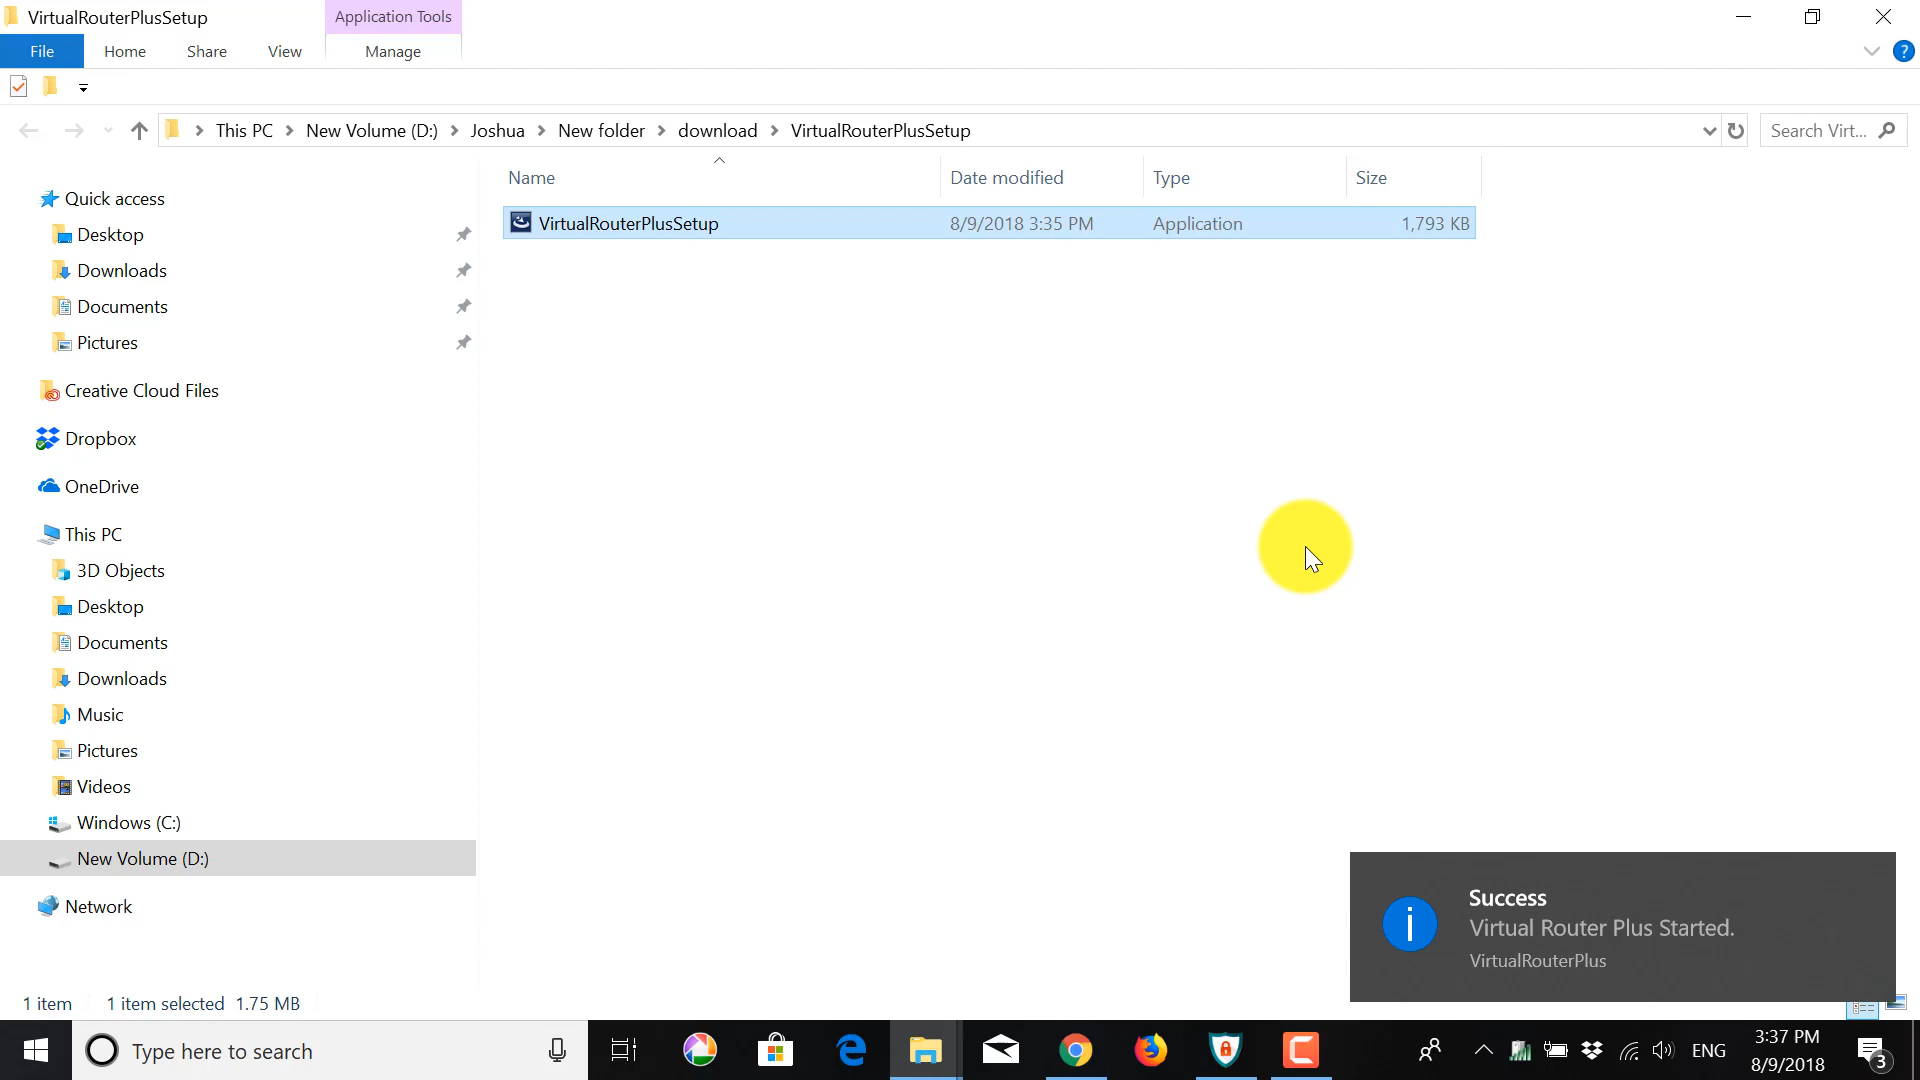 VirtualRouterPlusSetup
Application Tools
File
Home
Share
View
Manage
?
This PC
New Volume (D:)
Joshua
New folder
download
VirtualRouterPlusSetup
Search Virt...
Name
Date modified
Type
Size
VirtualRouterPlusSetup
8/9/2018 3:35 PM
Application
1,793 KB
Quick access
Desktop
Downloads
Documents
Pictures
Creative Cloud Files
Dropbox
OneDrive
This PC
3D Objects
Desktop
Documents
Downloads
Music
Pictures
Videos
Windows (C:)
New Volume (D:)
Network
Success
Virtual Router Plus Started.
VirtualRouterPlus
1 item
1 item selected 1.75 MB
Type here to search
ENG
3:37 PM
8/9/2018
3